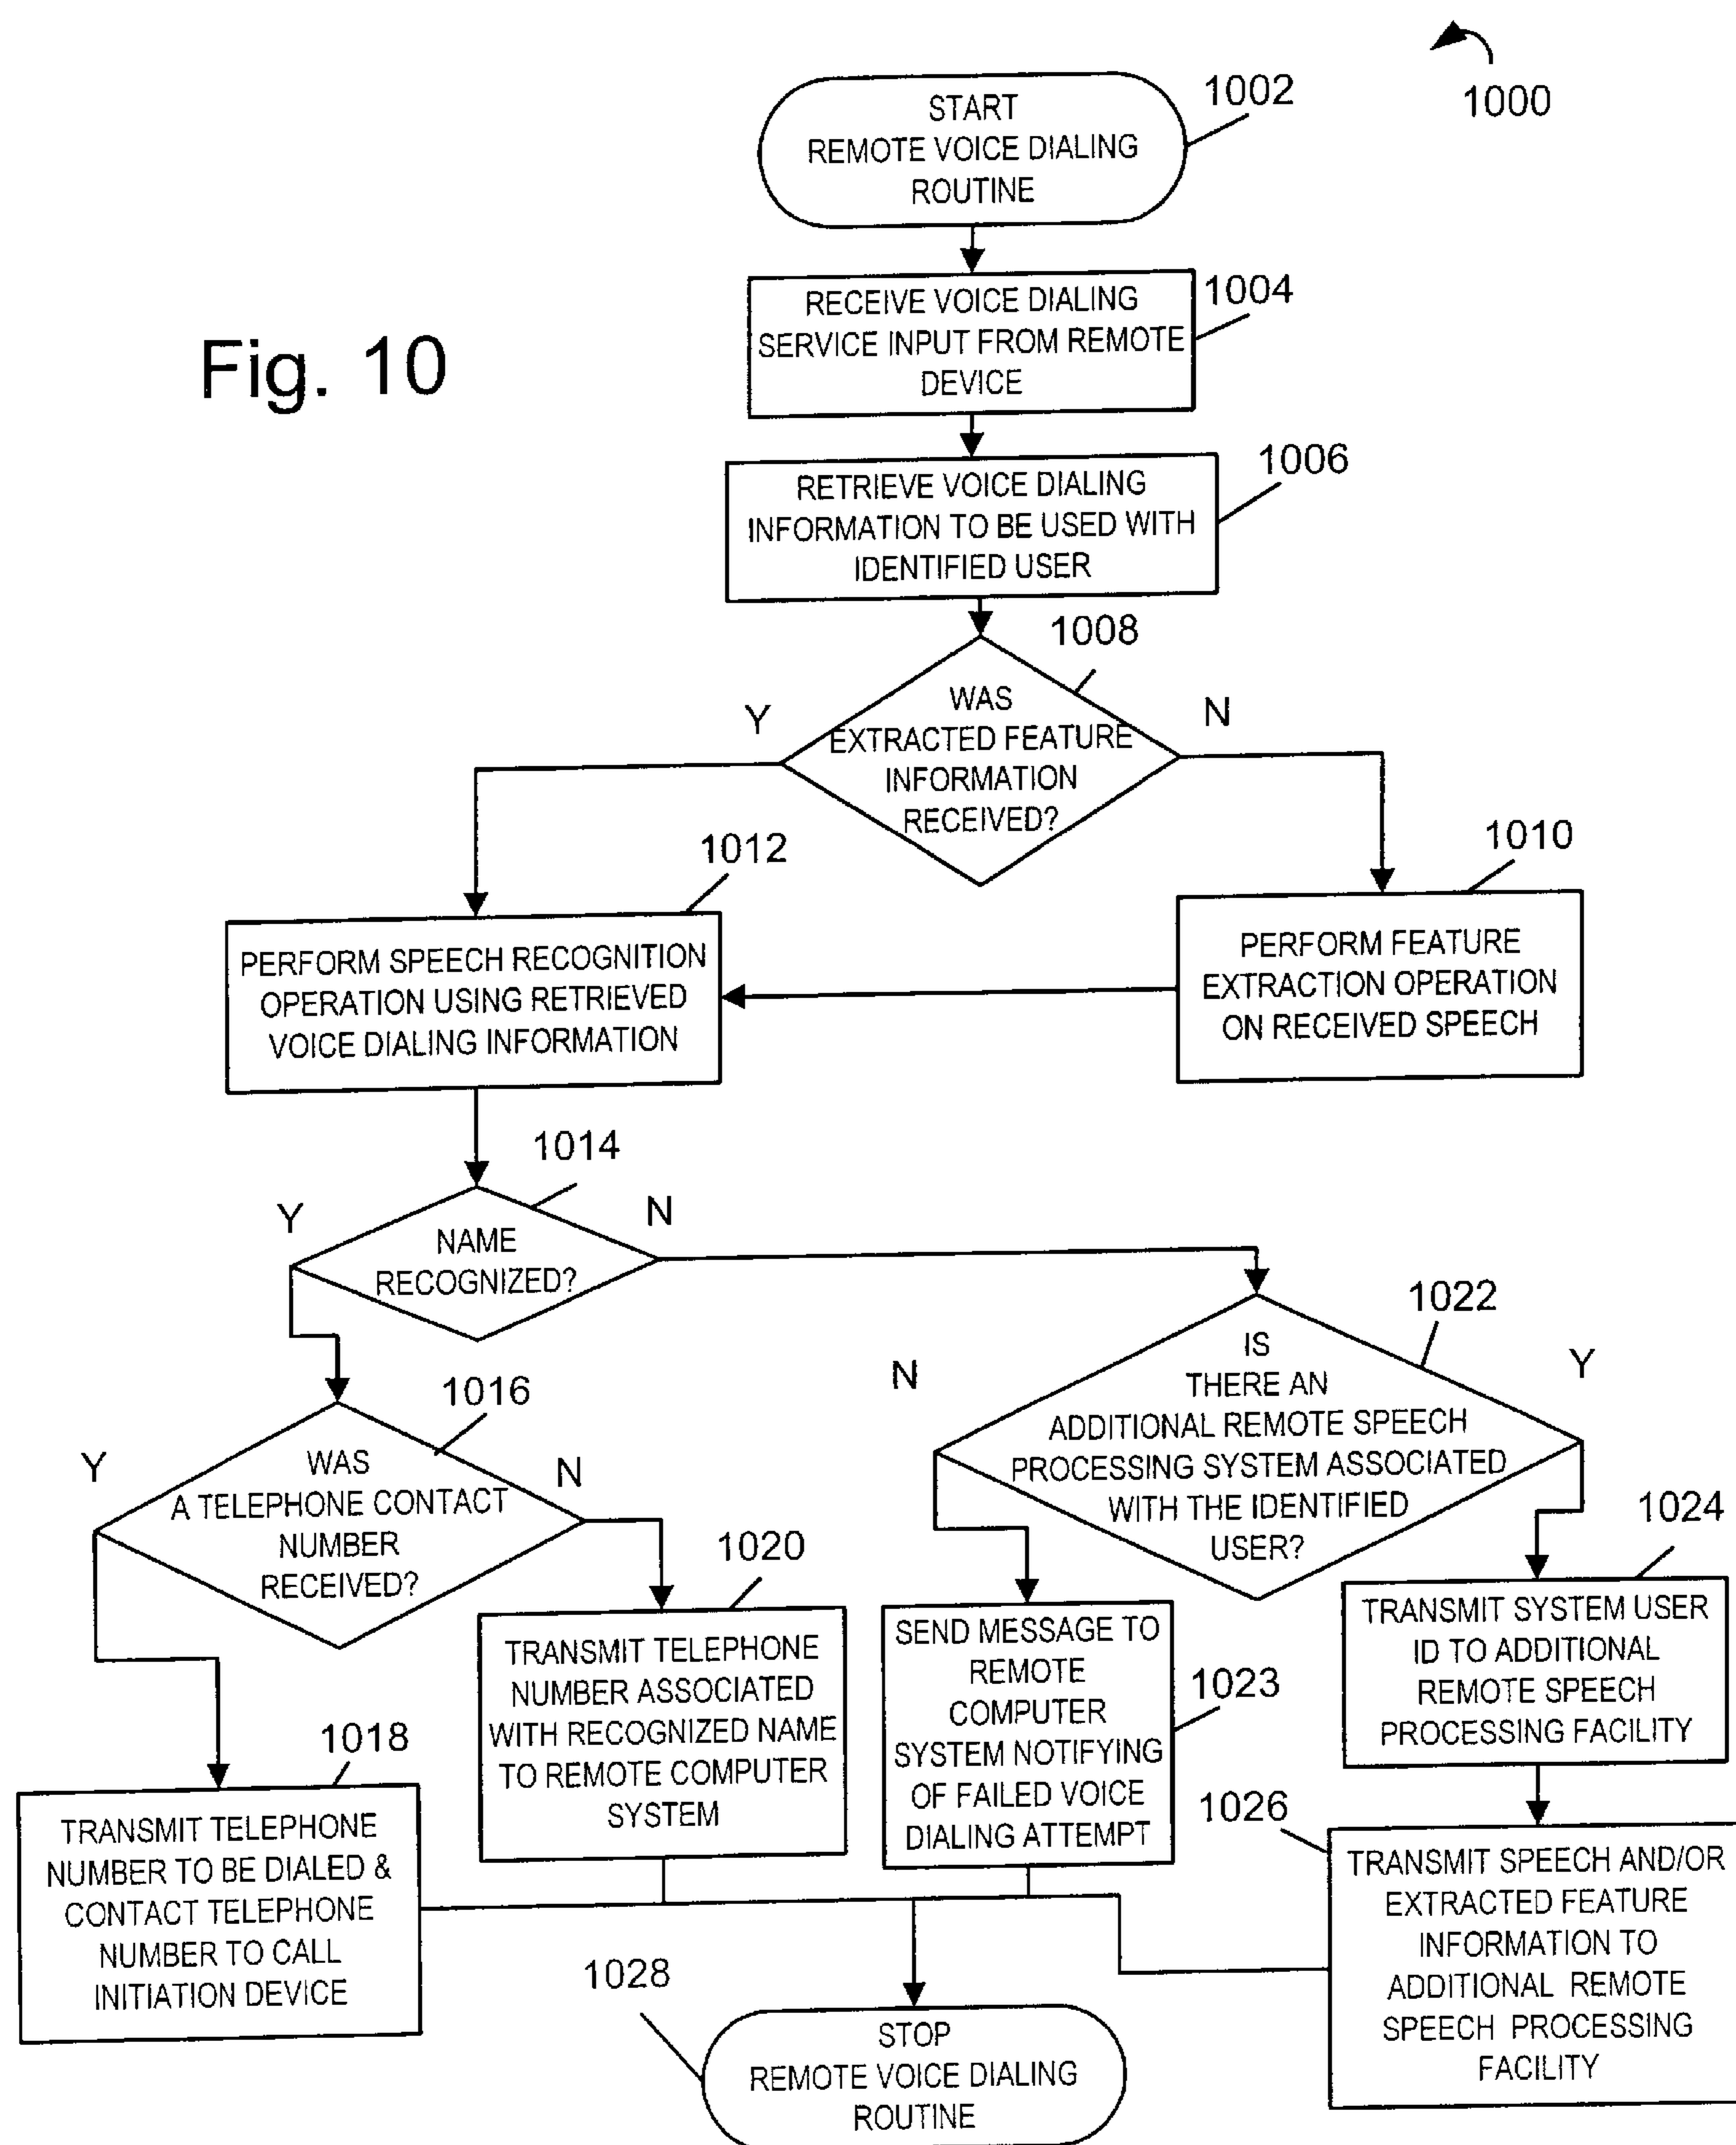 1000
START
REMOTE VOICE DIALING
ROUTINE
1002
Fig. 10
RECEIVE VOICE DIALING
SERVICE INPUT FROM REMOTE
DEVICE
1004
RETRIEVE VOICE DIALING
INFORMATION TO BE USED WITH
IDENTIFIED USER
1006
1008
WAS
EXTRACTED FEATURE
INFORMATION
RECEIVED?
Y
N
1012
PERFORM SPEECH RECOGNITION
OPERATION USING RETRIEVED
VOICE DIALING INFORMATION
1010
PERFORM FEATURE
EXTRACTION OPERATION
ON RECEIVED SPEECH
1014
Y
N
NAME
RECOGNIZED?
1016
Y
N
WAS
A TELEPHONE CONTACT
NUMBER
RECEIVED?
1022
N
Y
IS
THERE AN
ADDITIONAL REMOTE SPEECH
PROCESSING SYSTEM ASSOCIATED
WITH THE IDENTIFIED
USER?
1018
TRANSMIT TELEPHONE
NUMBER TO BE DIALED &
CONTACT TELEPHONE
NUMBER TO CALL
INITIATION DEVICE
1020
TRANSMIT TELEPHONE
NUMBER ASSOCIATED
WITH RECOGNIZED NAME
TO REMOTE COMPUTER
SYSTEM
SEND MESSAGE TO
REMOTE
COMPUTER
SYSTEM NOTIFYING
OF FAILED VOICE
DIALING ATTEMPT
1023
1024
TRANSMIT SYSTEM USER
ID TO ADDITIONAL
REMOTE SPEECH
PROCESSING FACILITY
1026
TRANSMIT SPEECH AND/OR
EXTRACTED FEATURE
INFORMATION TO
ADDITIONAL REMOTE
SPEECH PROCESSING
FACILITY
1028
STOP
REMOTE VOICE DIALING
ROUTINE